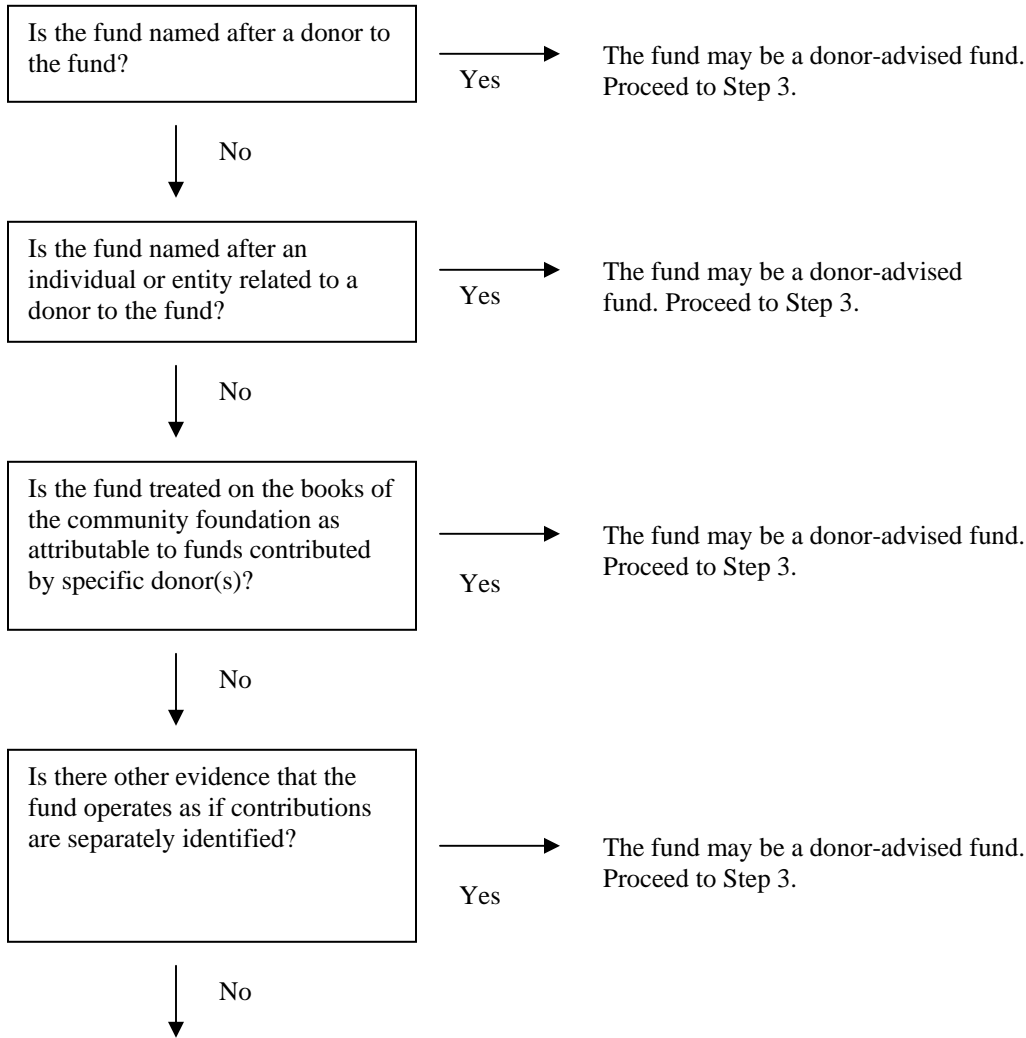 Is the fund named after a donor to
the fund?
Yes
The fund may be a donor-advised fund.
Proceed to Step 3.
No
Is the fund named after an
individual or entity related to a
donor to the fund?
Yes
The fund may be a donor-advised
fund. Proceed to Step 3.
No
Is the fund treated on the books of
the community foundation as
attributable to funds contributed
by specific donor(s)?
Yes
The fund may be a donor-advised fund.
Proceed to Step 3.
No
Is there other evidence that the
fund operates as if contributions
are separately identified?
Yes
The fund may be a donor-advised fund.
Proceed to Step 3.
No